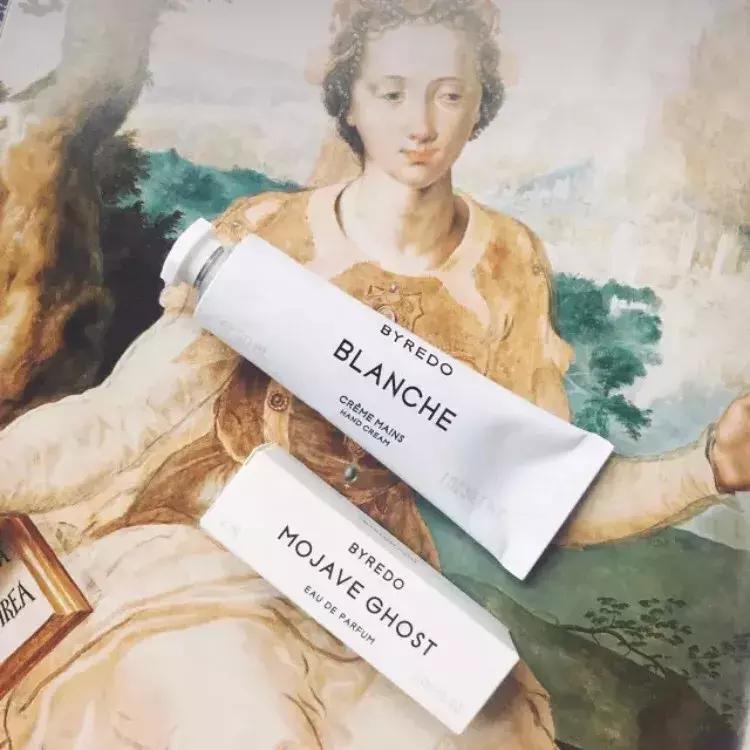 BYREDO
BLANCHE
CRÈME MAINS
HAND CREAM
BYREDO
MOJAVE GHOST
EAU DE PARFUM